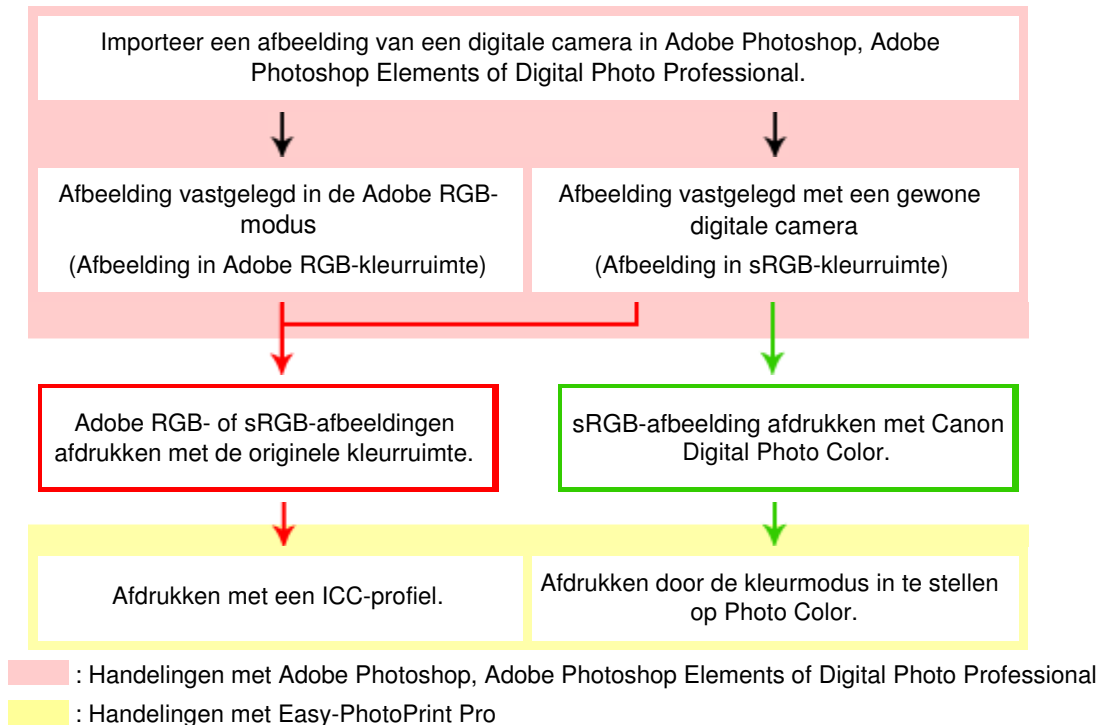 Importeer een afbeelding van een digitale camera in Adobe Photoshop, Adobe
Photoshop Elements of Digital Photo Professional.
Afbeelding vastgelegd in de Adobe RGB-
modus
(Afbeelding in Adobe RGB-kleurruimte)
Afbeelding vastgelegd met een gewone
digitale camera
(Afbeelding in sRGB-kleurruimte)
Adobe RGB- of sRGB-afbeeldingen
afdrukken met de originele kleurruimte.
sRGB-afbeelding afdrukken met Canon
Digital Photo Color.
Afdrukken met een ICC-profiel.
Afdrukken door de kleurmodus in te stellen
op Photo Color.
: Handelingen met Adobe Photoshop, Adobe Photoshop Elements of Digital Photo Professional
: Handelingen met Easy-PhotoPrint Pro